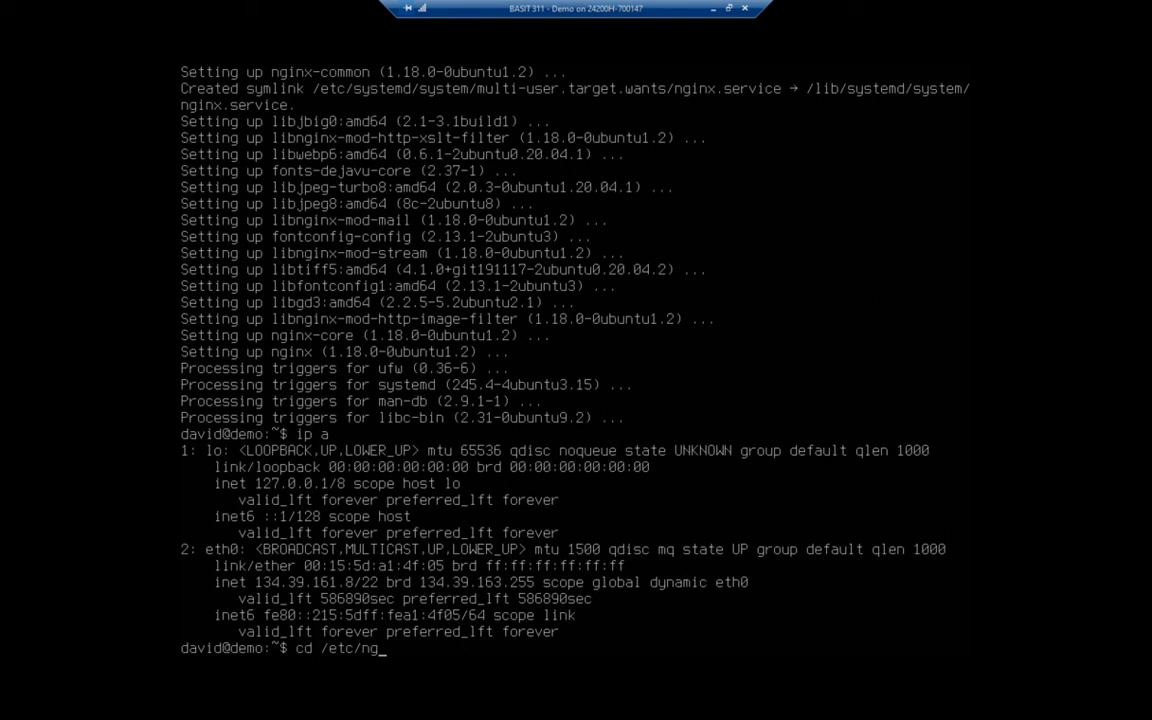 BASIT 311 - Demo on 24200H-700147
Setting up nginx-common (1.18.0-0ubuntu1.2) ...
Created symlink /etc/systemd/system/multi-user.target.wants/nginx.service → /lib/systemd/system/
nginx.service.
Setting up libjbig0:amd64 (2.1-3.1build1) ...
Setting up libnginx-mod-http-xslt-filter (1.18.0-0ubuntu1.2) ...
Setting up libwebp6:amd64 (0.6.1-2ubuntu0.20.04.1) ...
Setting up fonts-dejavu-core (2.37-1) ...
Setting up libjpeg-turbo8:amd64 (2.0.3-0ubuntu1.20.04.1) ...
Setting up libjpeg8:amd64 (8c-2ubuntu8) ...
Setting up libnginx-mod-mail (1.18.0-0ubuntu1.2) ...
Setting up fontconfig-config (2.13.1-2ubuntu3) ...
Setting up libnginx-mod-stream (1.18.0-0ubuntu1.2) ...
Setting up libtiff5:amd64 (4.1.0+git191117-2ubuntu0.20.04.2) ...
Setting up libfontconfig1:amd64 (2.13.1-2ubuntu3) ...
Setting up libgd3:amd64 (2.2.5-5.2ubuntu2.1) ...
Setting up libnginx-mod-http-image-filter (1.18.0-0ubuntu1.2) ...
Setting up nginx-core (1.18.0-0ubuntu1.2) ...
Setting up nginx (1.18.0-0ubuntu1.2) ...
Processing triggers for ufw (0.36-6) ...
Processing triggers for systemd (245.4-4ubuntu3.15) ...
Processing triggers for man-db (2.9.1-1) ...
Processing triggers for libc-bin (2.31-0ubuntu9.2) ...
david@demo:~$ ip a
1: lo: <LOOPBACK,UP,LOWER_UP> mtu 65536 qdisc noqueue state UNKNOWN group default qlen 1000
link/loopback 00:00:00:00:00:00 brd 00:00:00:00:00:00
inet 127.0.0.1/8 scope host lo
valid_lft forever preferred_lft forever
inet6 ::1/128 scope host
valid_lft forever preferred_lft forever
2: eth0: <BROADCAST,MULTICAST,UP,LOWER_UP> mtu 1500 qdisc mq state UP group default qlen 1000
link/ether 00:15:5d:a1:4f:05 brd ff:ff:ff:ff:ff:ff
inet 134.39.161.8/22 brd 134.39.163.255 scope global dynamic eth0
valid_lft 586890sec preferred_lft 586890sec
inet6 fe80::215:5dff:fea1:4f05/64 scope link
valid_lft forever preferred_lft forever
david@demo:~$ cd /etc/ng_